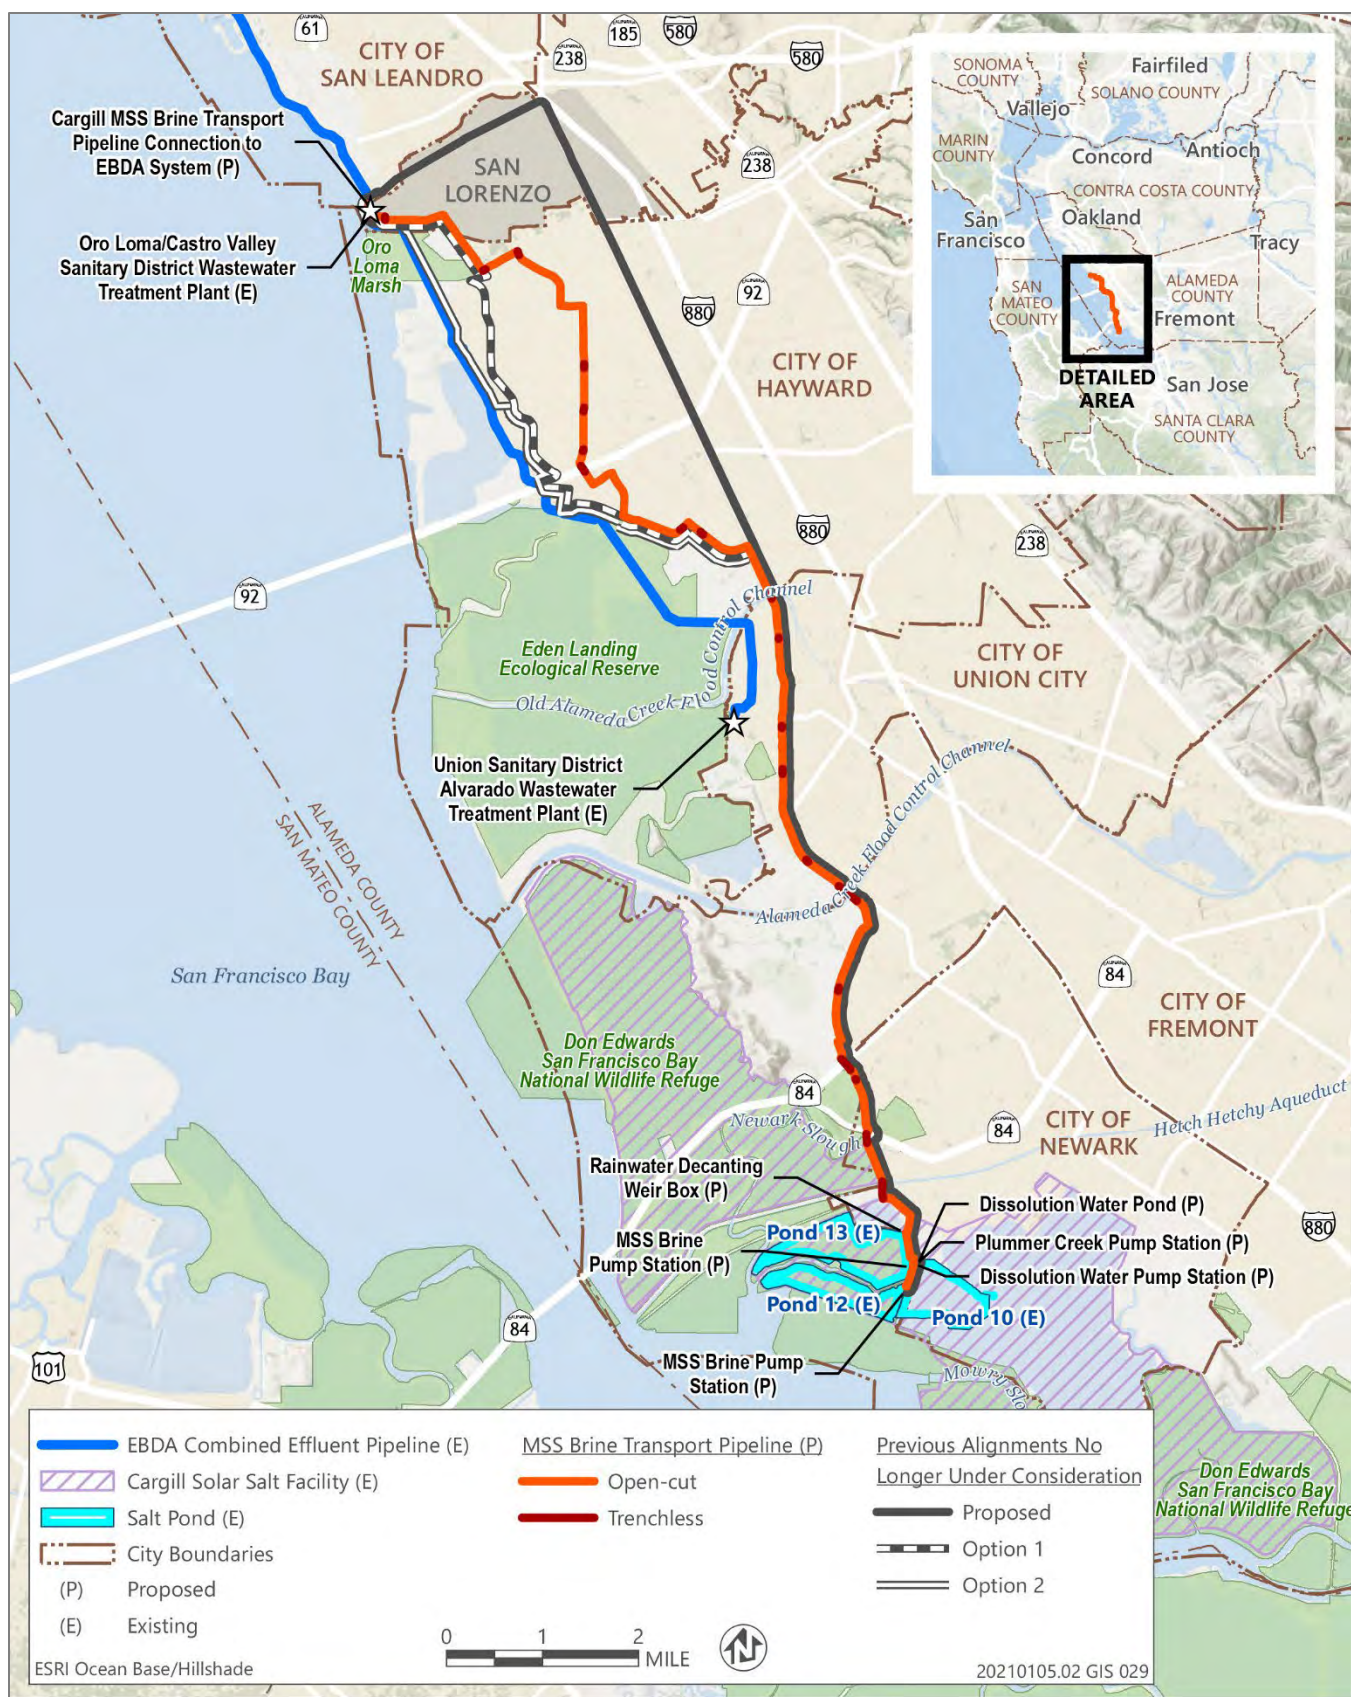 CITY OF
SAN LEANDRO
CALIFORNIA
61
CALIFORNIA
185
580
CALIFORNIA
238
580
Cargill MSS Brine Transport
Pipeline Connection to
EBDA System (P)
SAN
LORENZO
CALIFORNIA
238
Oro Loma/Castro Valley
Sanitary District Wastewater
Treatment Plant (E)
Oro
Loma
Marsh
880
CALIFORNIA
92
CITY OF
HAYWARD
SONOMA
COUNTY
Fairfiled
SOLANO COUNTY
Vallejo
MARIN
COUNTY
Concord
Antioch
CONTRA COSTA COUNTY
San
Francisco
Oakland
Tracy
SAN
MATEO
COUNTY
ALAMEDA
COUNTY
Fremont
DETAILED
AREA
San Jose
SANTA CLARA
COUNTY
880
CALIFORNIA
238
CALIFORNIA
92
Eden Landing
Ecological Reserve
Old Alameda Creek Flood Control Channel
CITY OF
UNION CITY
Union Sanitary District
Alvarado Wastewater
Treatment Plant (E)
ALAMEDA COUNTY
SAN MATEO COUNTY
Alameda Creek Flood Control Channel
San Francisco Bay
CALIFORNIA
84
CITY OF
FREMONT
Don Edwards
San Francisco Bay
National Wildlife Refuge
CALIFORNIA
84
Newark Slough
CALIFORNIA
84
CITY OF
NEWARK
Hetch Hetchy Aqueduct
Rainwater Decanting
Weir Box (P)
Dissolution Water Pond (P)
Pond 13 (E)
MSS Brine
Pump Station (P)
Plummer Creek Pump Station (P)
Dissolution Water Pump Station (P)
880
Pond 12 (E)
Pond 10 (E)
CALIFORNIA
84
101
MSS Brine Pump
Station (P)
Mowry Slo
Don Edwards
San Francisco Bay
National Wildlife Refuge
EBDA Combined Effluent Pipeline (E)
Cargill Solar Salt Facility (E)
Salt Pond (E)
City Boundaries
(P) Proposed
(E) Existing
MSS Brine Transport Pipeline (P)
Open-cut
Trenchless
Previous Alignments No
Longer Under Consideration
Proposed
Option 1
Option 2
0 1 2
MILE
N
ESRI Ocean Base/Hillshade
20210105.02 GIS 029